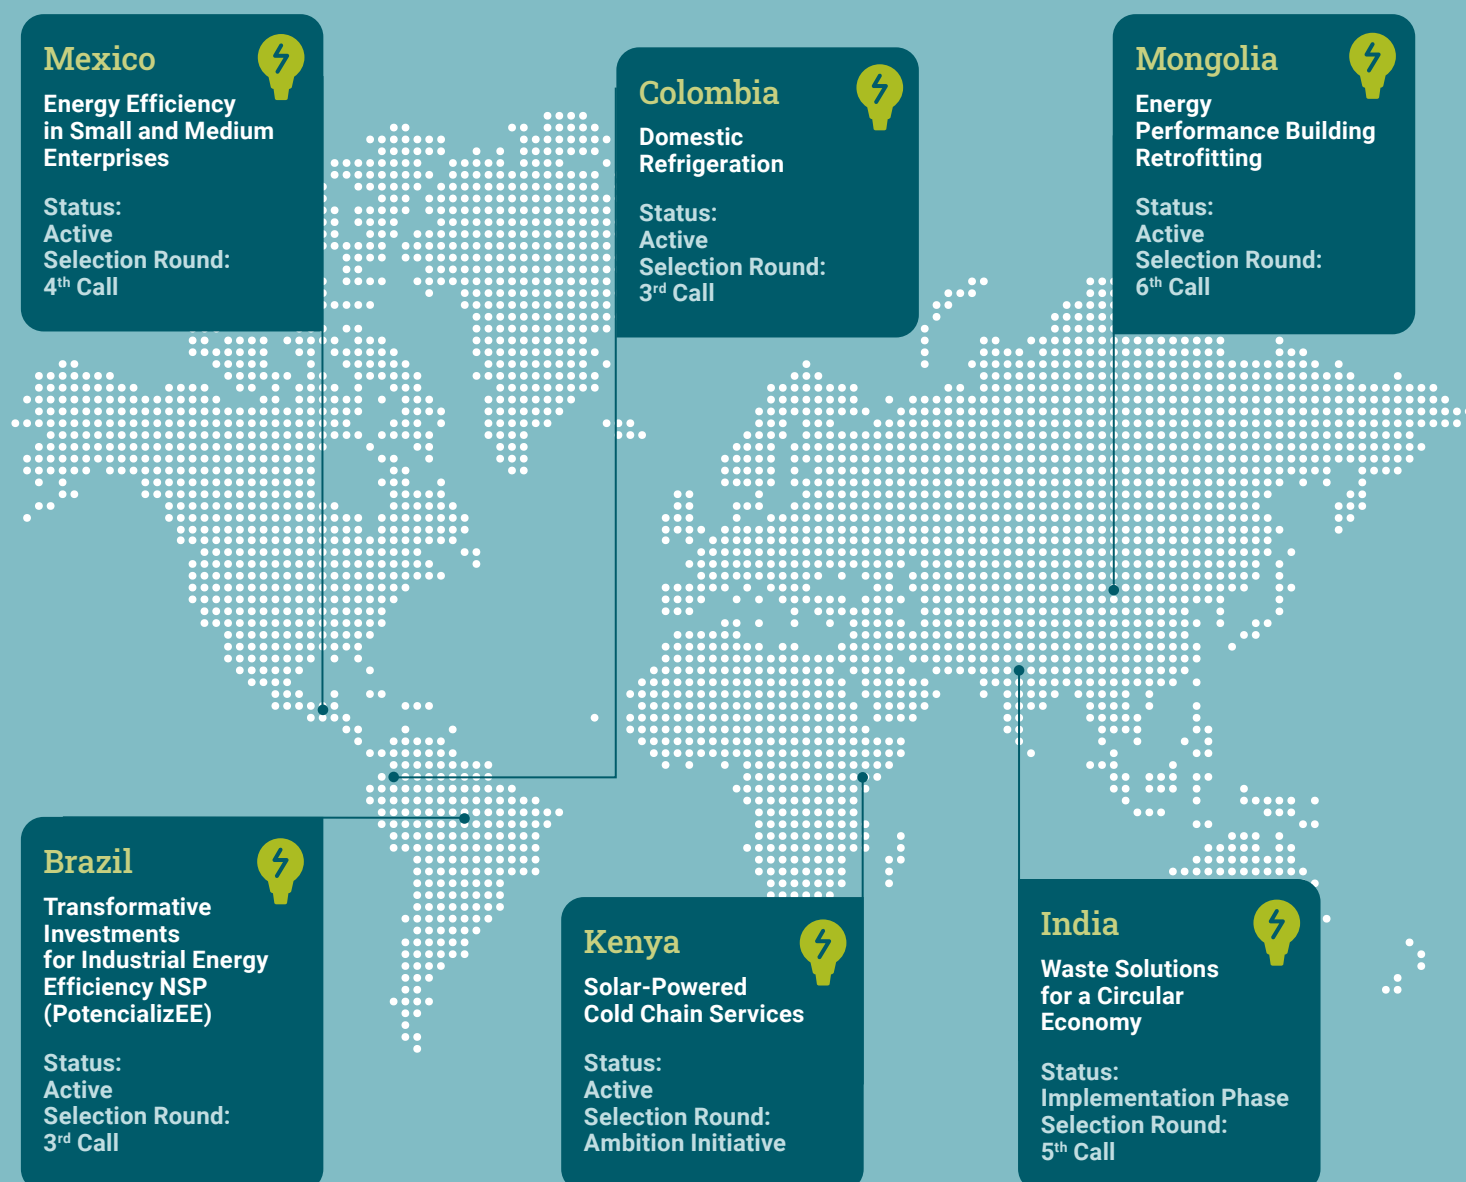 Mexico
Energy Efficiency
in Small and Medium
Enterprises
Status:
Active
Selection Round:
4th Call
Colombia
Domestic
Refrigeration
Status:
Active
Selection Round:
3rd Call
Mongolia
Energy
Performance Building
Retrofitting
Status:
Active
Selection Round:
6th Call
Brazil
Transformative
Investments
for Industrial Energy
Efficiency NSP
(PotencializEE)
Status:
Active
Selection Round:
3rd Call
Kenya
Solar-Powered
Cold Chain Services
Status:
Active
Selection Round:
Ambition Initiative
India
Waste Solutions
for a Circular
Economy
Status:
Implementation Phase
Selection Round:
5th Call